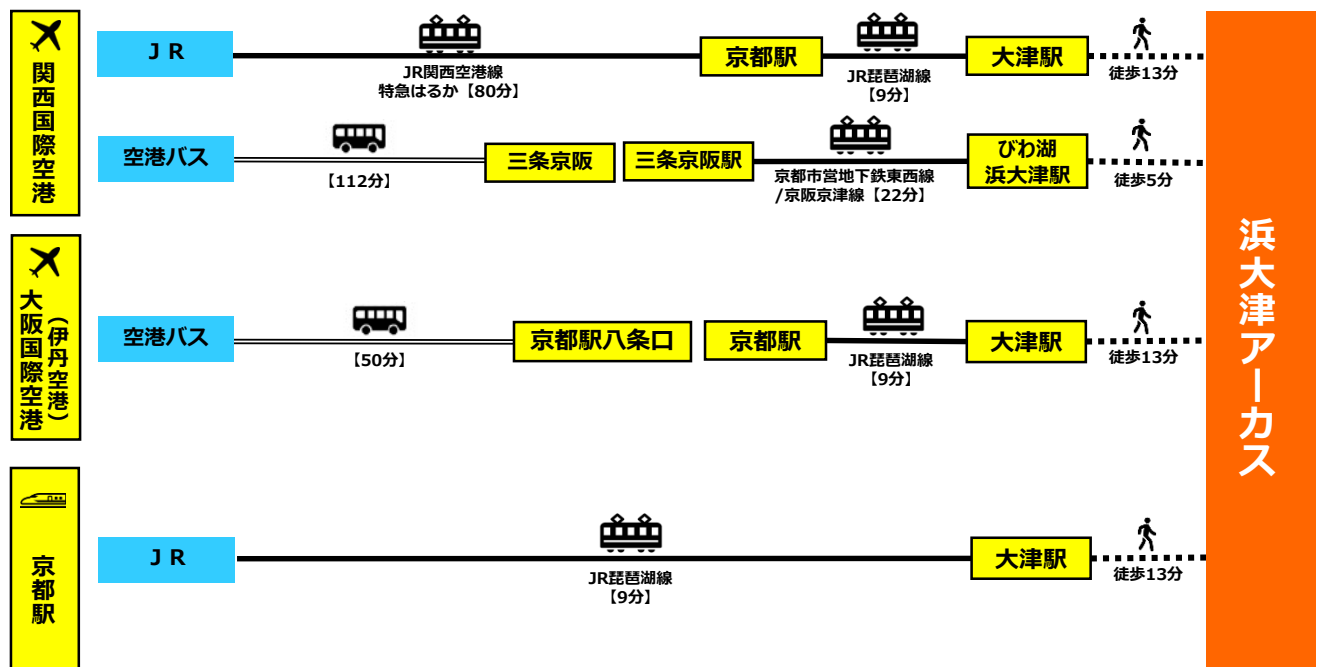 関西国際空港
ＪＲ
JR関西空港線
特急はるか【80分】
京都駅
JR琵琶湖線
【9分】
大津駅
徒歩13分
空港バス
【112分】
三条京阪
三条京阪駅
京都市営地下鉄東西線
/京阪京津線【22分】
びわ湖
浜大津駅
徒歩5分
大阪国際空港
（伊丹空港）
空港バス
【50分】
京都駅八条口
京都駅
JR琵琶湖線
【9分】
大津駅
徒歩13分
京都駅
ＪＲ
JR琵琶湖線
【9分】
大津駅
徒歩13分
浜大津アーカス